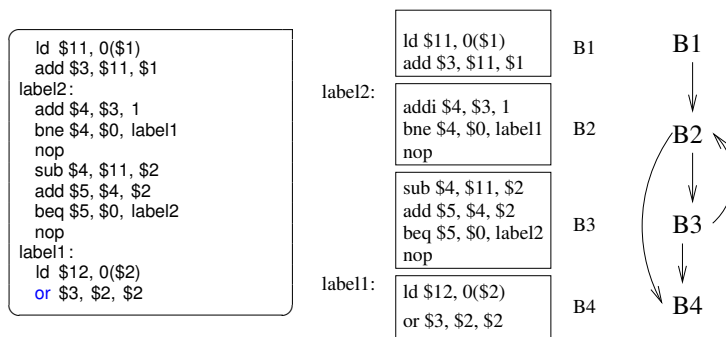 ld $11, 0($1)
add $3, $11, $1
label2:
add $4, $3, 1
bne $4, $0, label1
nop
sub $4, $11, $2
add $5, $4, $2
beq $5, $0, label2
nop
label1:
ld $12, 0($2)
or $3, $2, $2
ld $11, 0($1)
add $3, $11, $1
B1
label2:
addi $4, $3, 1
bne $4, $0, label1
nop
B2
sub $4, $11, $2
add $5, $4, $2
beq $5, $0, label2
nop
B3
label1:
ld $12, 0($2)
or $3, $2, $2
B4
B1
B2
B3
B4